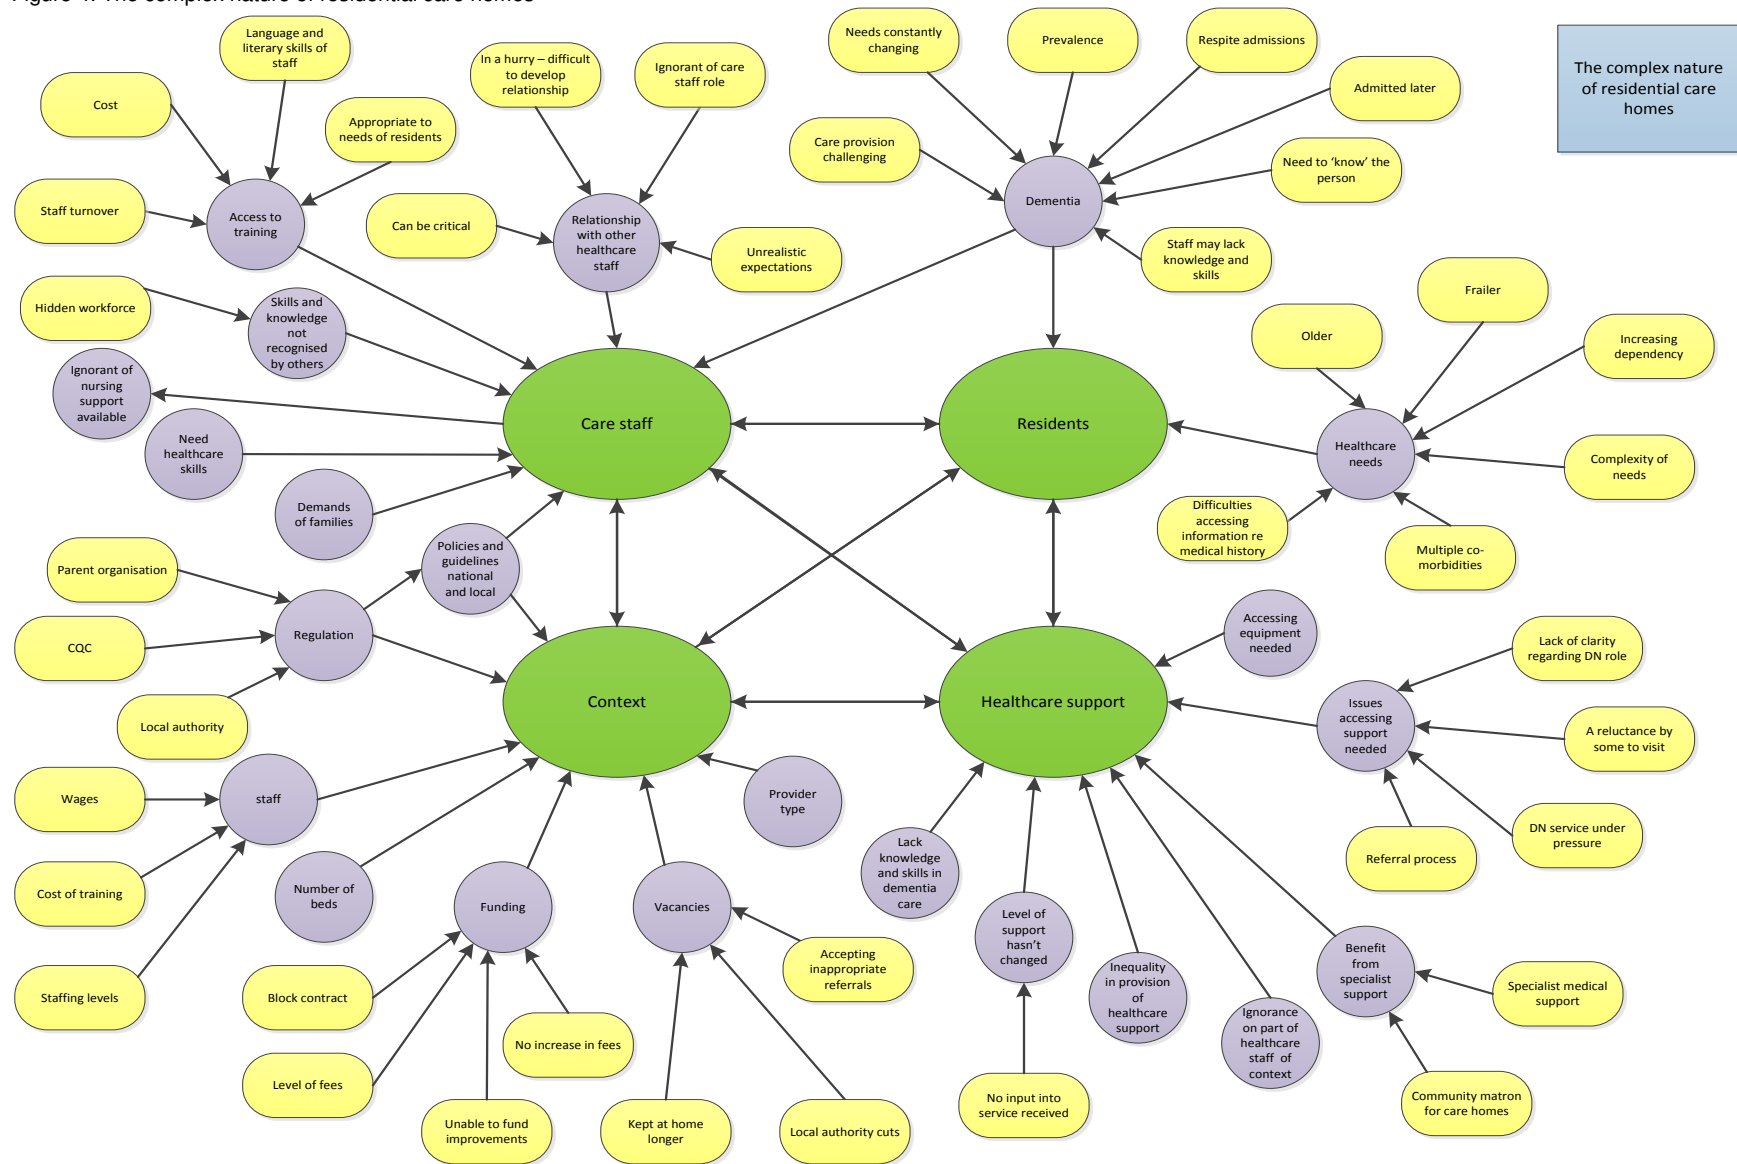 Language and
literary skills of
staff
Needs constantly
changing
Prevalence
Respite admissions
In a hurry – difficult
to develop
relationship
Ignorant of care
staff role
The complex nature
of residential care
homes
Cost
Admitted later
Appropriate to
needs of residents
Care provision
challenging
Need to ‘know’ the
person
Staff turnover
Access to
training
Can be critical
Relationship
with other
healthcare
staff
Dementia
Unrealistic
expectations
Staff may lack
knowledge and
skills
Hidden workforce
Skills and
knowledge
not
recognised
by others
Frailer
Older
Increasing
dependency
Ignorant of
nursing
support
available
Care staff
Residents
Need
healthcare
skills
Healthcare
needs
Complexity of
needs
Demands
of families
Difficulties
accessing
information re
medical history
Multiple co-
morbidities
Policies and
guidelines
national
and local
Parent organisation
Regulation
CQC
Accessing
equipment
needed
Lack of clarity
regarding DN role
Local authority
Context
Healthcare support
Issues
accessing
support
needed
A reluctance by
some to visit
Wages
staff
Provider
type
DN service under
pressure
Referral process
Cost of training
Number of
beds
Funding
Vacancies
Lack
knowledge
and skills in
dementia
care
Level of
support
hasn’t
changed
Accepting
inappropriate
referrals
Staffing levels
Block contract
Inequality
in provision
of
healthcare
support
Benefit
from
specialist
support
Specialist medical
support
No increase in fees
Ignorance
on part of
healthcare
staff of
context
Level of fees
Unable to fund
improvements
Kept at home
longer
Local authority cuts
No input into
service received
Community matron
for care homes